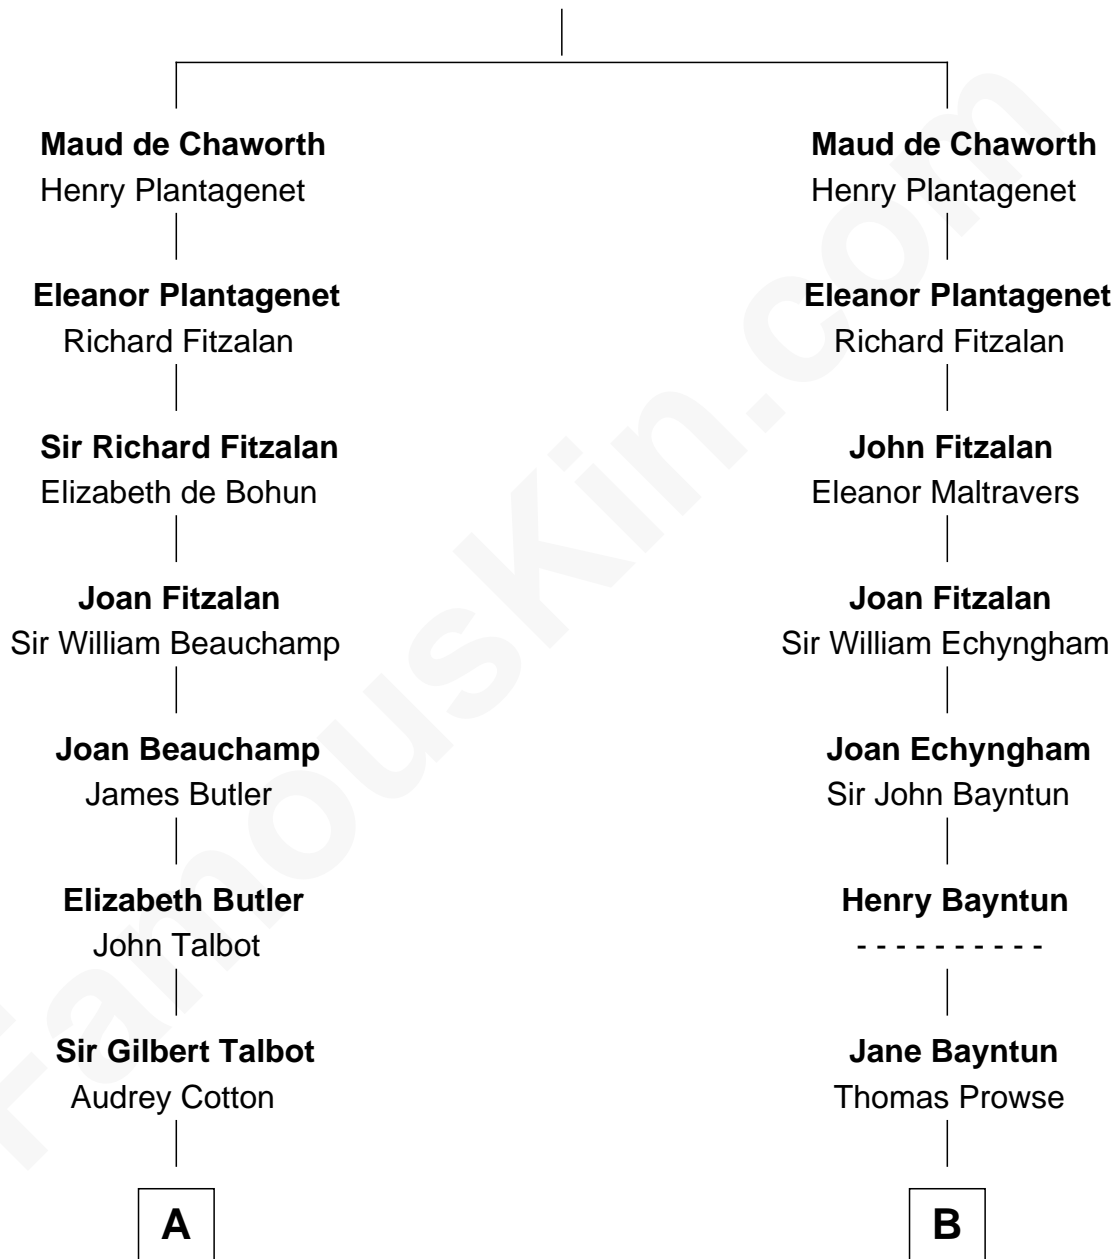 Maud de Chaworth
Henry Plantagenet
Eleanor Plantagenet
Richard Fitzalan
Sir Richard Fitzalan
Elizabeth de Bohun
Joan Fitzalan
Sir William Beauchamp
Joan Beauchamp
James Butler
Elizabeth Butler
John Talbot
Sir Gilbert Talbot
Audrey Cotton
A
Maud de Chaworth
Henry Plantagenet
Eleanor Plantagenet
Richard Fitzalan
John Fitzalan
Eleanor Maltravers
Joan Fitzalan
Sir William Echyngham
Joan Echyngham
Sir John Bayntun
Henry Bayntun
- - - - - - - - - -
Jane Bayntun
Thomas Prowse
B
FamousKin.com